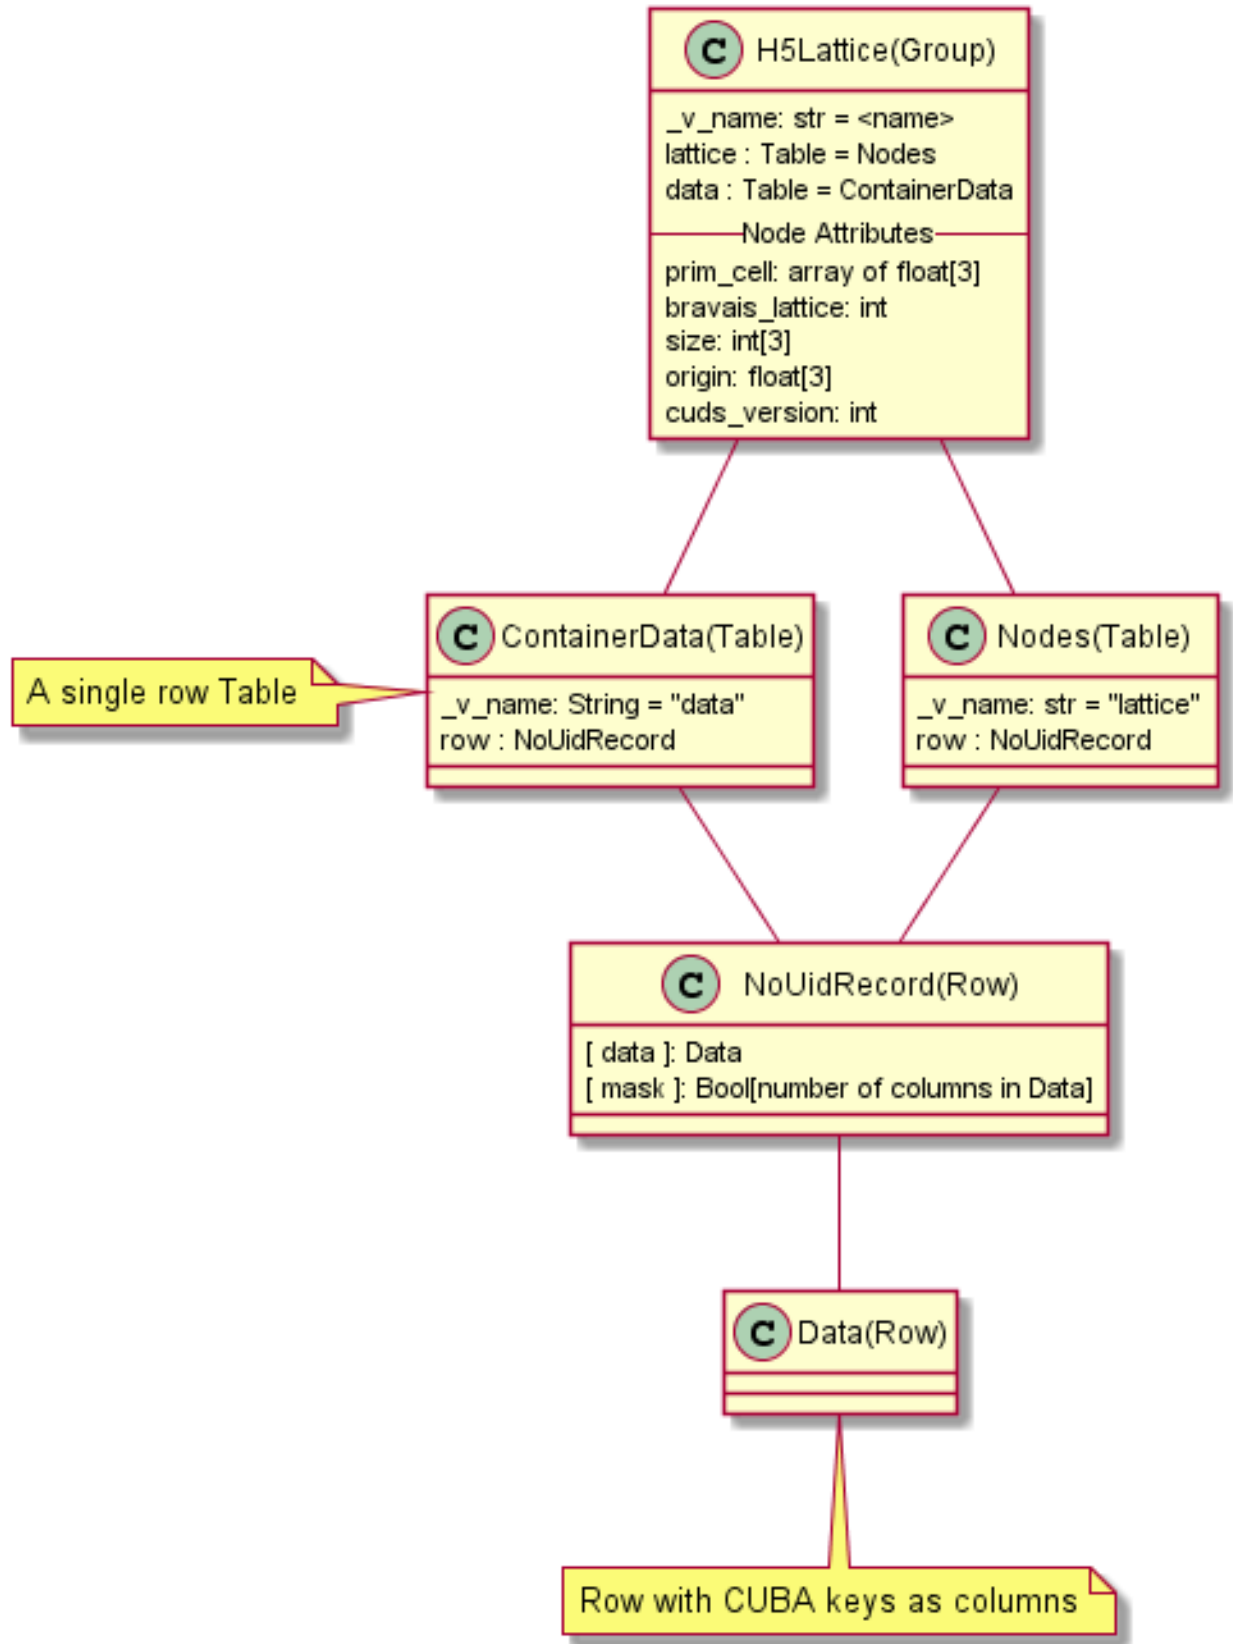 C H5Lattice(Group)
_v_name: str = <name>
lattice : Table = Nodes
data : Table = ContainerData
Node Attributes
prim_cell: array of float[3]
bravais_lattice: int
size: int[3]
origin: float[3]
cuds_version: int
A single row Table
C ContainerData(Table)
_v_name: String = "data"
row : NoUidRecord
C Nodes(Table)
_v_name: str = "lattice"
row : NoUidRecord
C NoUidRecord(Row)
[ data ]: Data
[ mask ]: Bool[number of columns in Data]
C Data(Row)
Row with CUBA keys as columns